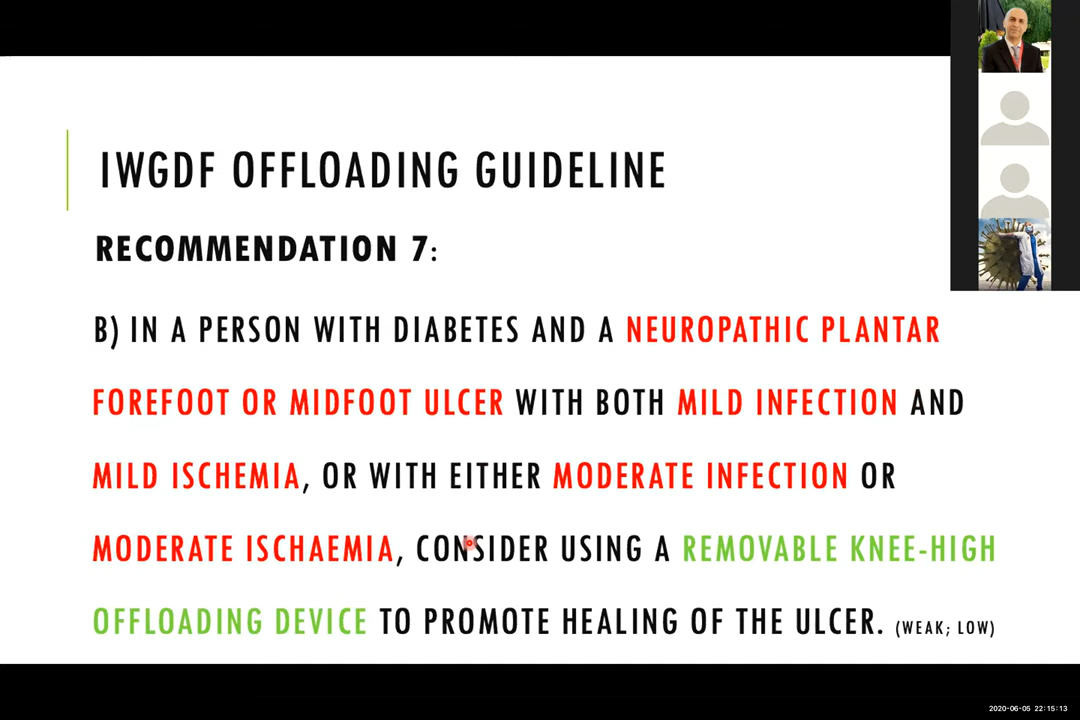 IWGDF OFFLOADING GUIDELINE
RECOMMENDATION 7:
B) IN A PERSON WITH DIABETES AND A NEUROPATHIC PLANTAR
FOREFOOT OR MIDFOOT ULCER WITH BOTH MILD INFECTION AND
MILD ISCHEMIA, OR WITH EITHER MODERATE INFECTION OR
MODERATE ISCHAEMIA, CONSIDER USING A REMOVABLE KNEE-HIGH
OFFLOADING DEVICE TO PROMOTE HEALING OF THE ULCER. (WEAK; LOW)
2020-06-05 22:15:13